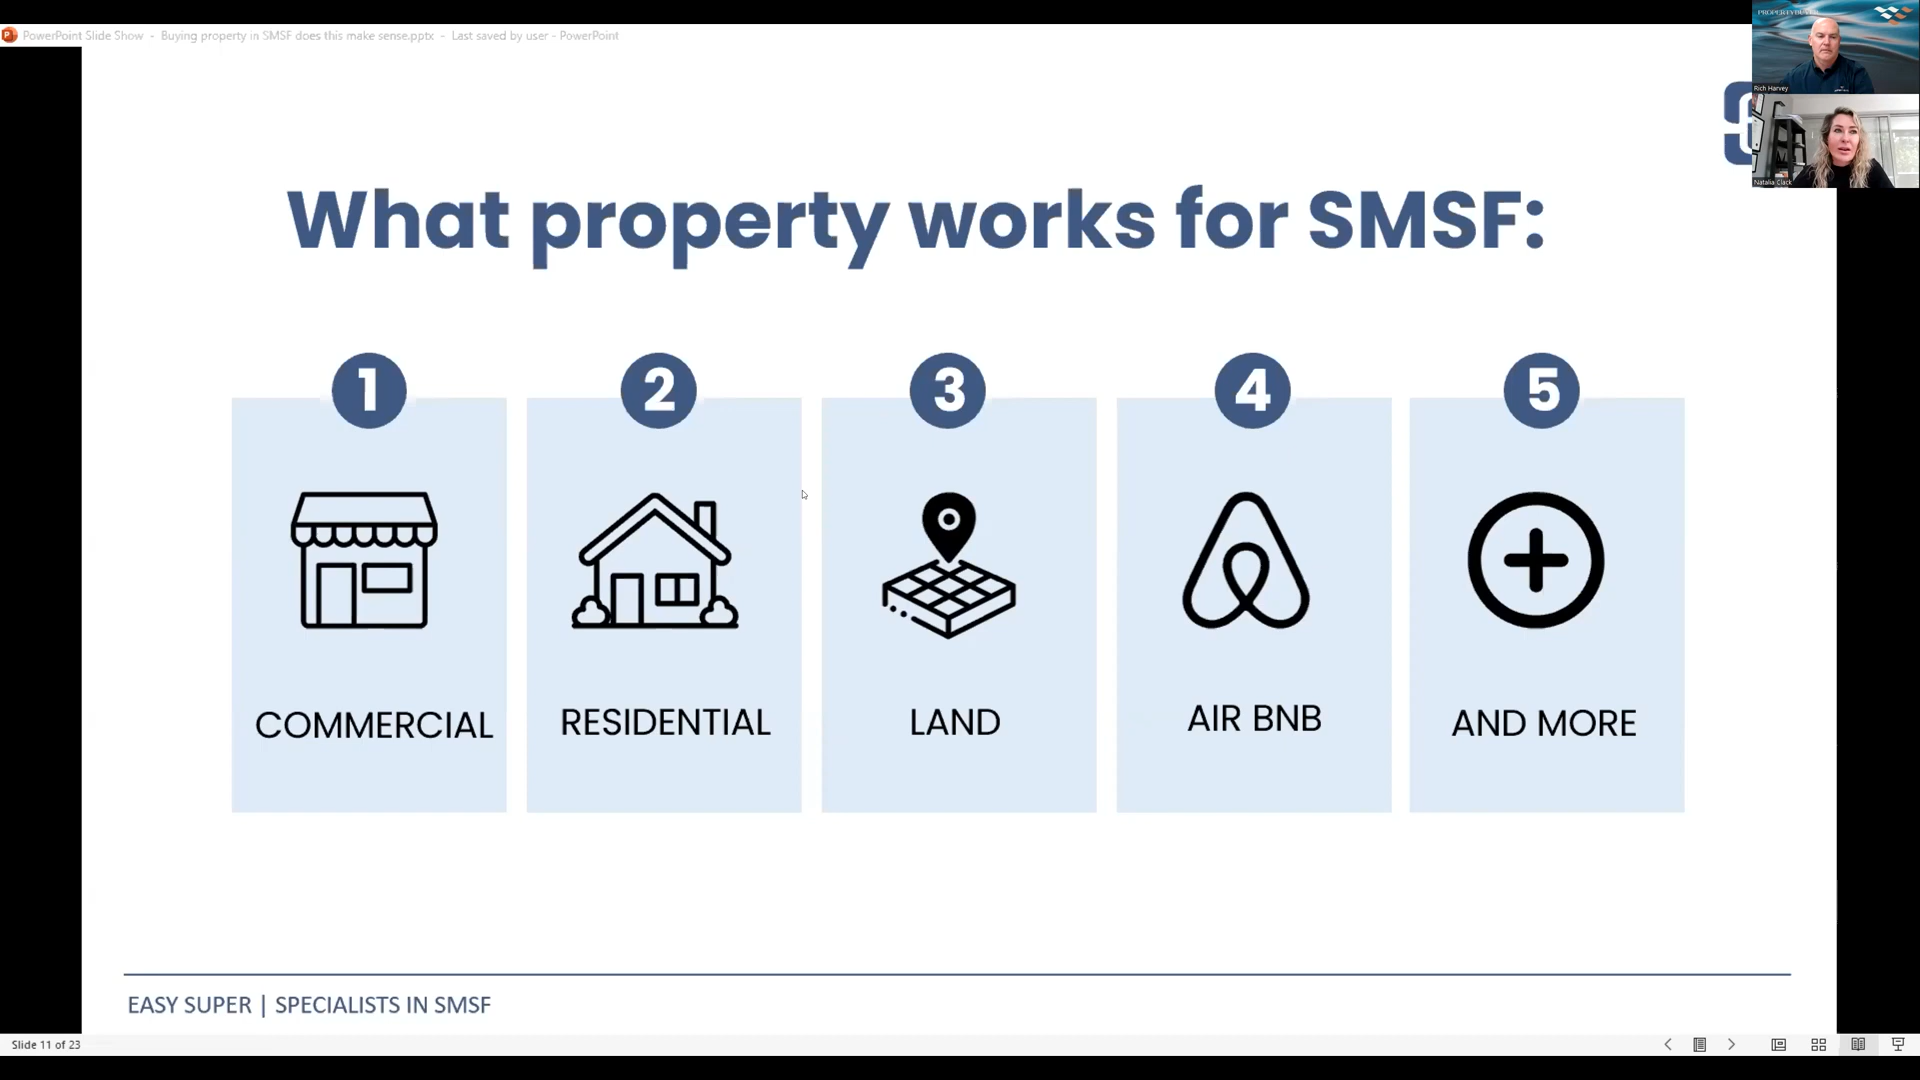 PowerPoint Slide Show - Buying property in SMSF does this make sense.pptx - Last saved by user - PowerPoint
Rich Harvey
Natalia Clack
What property works for SMSF:
1
2
3
4
5
COMMERCIAL
RESIDENTIAL
LAND
AIR BNB
AND MORE
EASY SUPER | SPECIALISTS IN SMSF
Slide 11 of 23